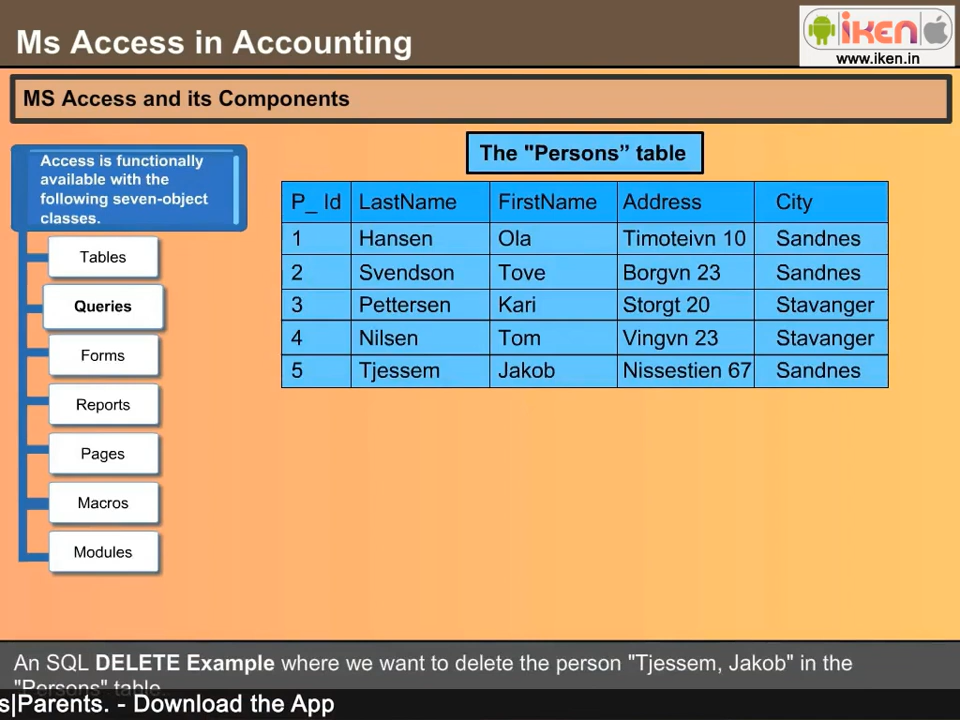 Ms Access in Accounting
iken
www.iken.in
MS Access and its Components
Access is functionally
available with the
following seven-object
classes.
Tables
Queries
Forms
Reports
Pages
Macros
Modules
The "Persons” table
P_ Id LastName FirstName Address City
1 Hansen Ola Timoteivn 10 Sandnes
2 Svendson Tove Borgvn 23 Sandnes
3 Pettersen Kari Storgt 20 Stavanger
4 Nilsen Tom Vingvn 23 Stavanger
5 Tjessem Jakob Nissestien 67 Sandnes
An SQL DELETE Example where we want to delete the person "Tjessem, Jakob" in the
"Persons" table.
s|Parents. - Download the App